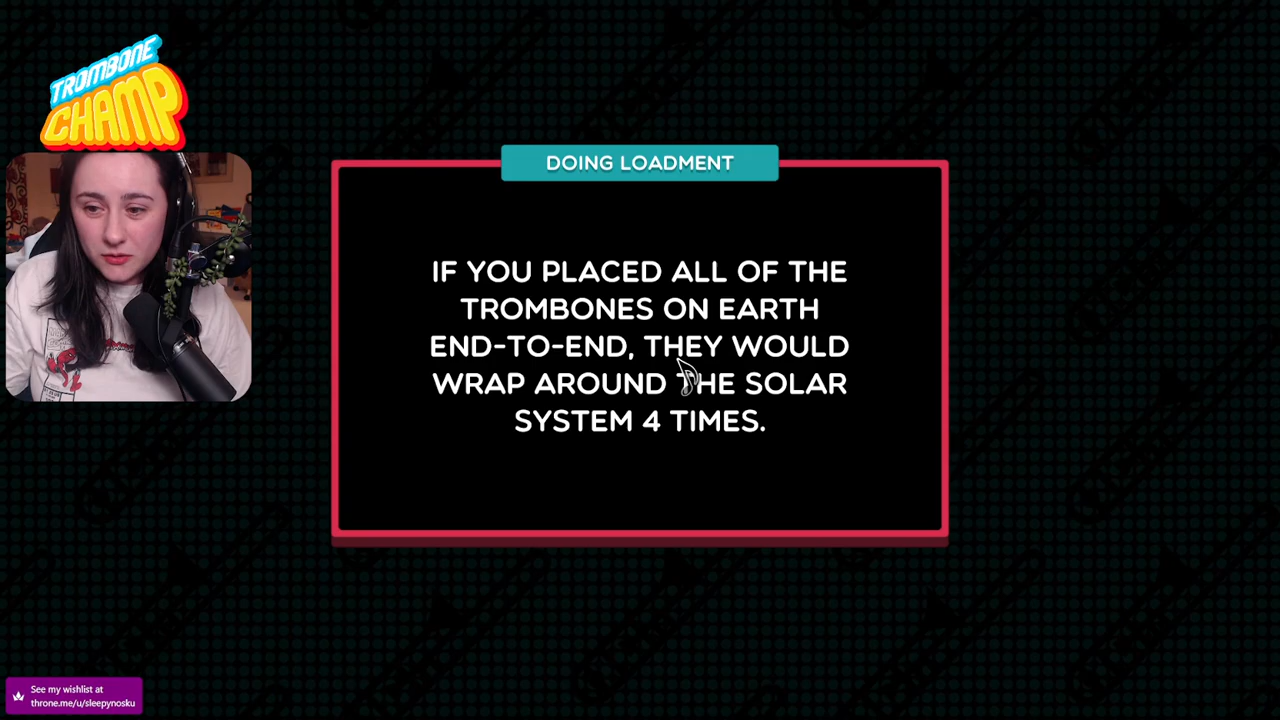 TROMBONE
CHAMP
DOING LOADMENT
IF YOU PLACED ALL OF THE
TROMBONES ON EARTH
END-TO-END, THEY WOULD
WRAP AROUND THE SOLAR
SYSTEM 4 TIMES.
See my wishlist at
throne.me/u/sleepynosku